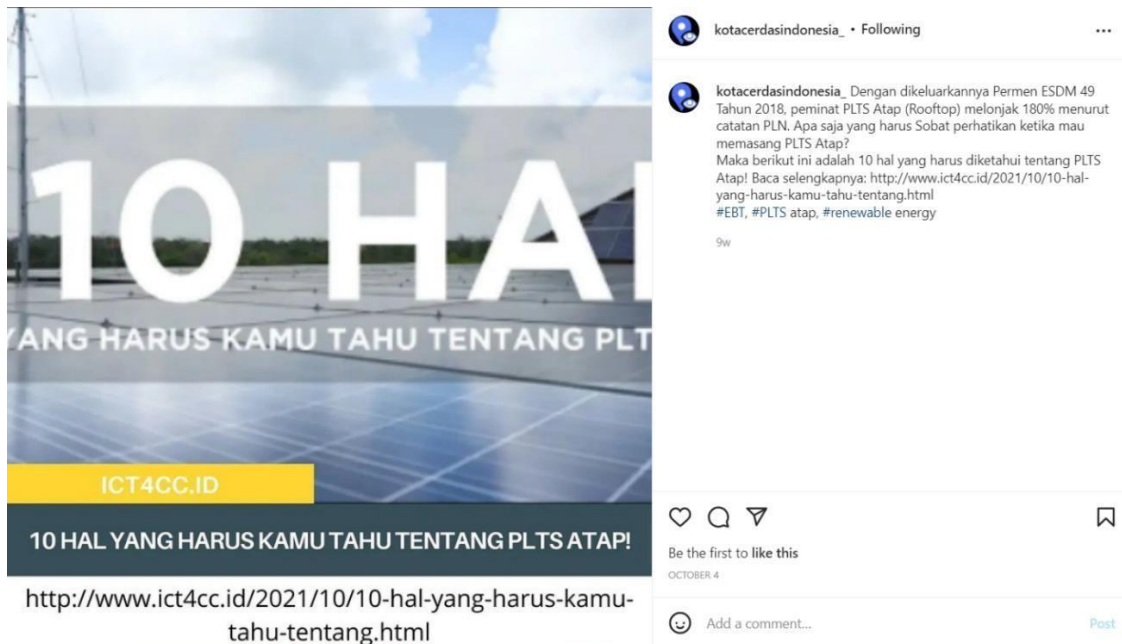 10 HAL
YANG HARUS KAMU TAHU TENTANG PLT
ICT4CC.ID
10 HAL YANG HARUS KAMU TAHU TENTANG PLTS ATAP!
http://www.ict4cc.id/2021/10/10-hal-yang-harus-kamu-
tahu-tentang.html
kotacerdasindonesia_ • Following
kotacerdasindonesia_ Dengan dikeluarkannya Permen ESDM 49
Tahun 2018, peminat PLTS Atap (Rooftop) melonjak 180% menurut
catatan PLN. Apa saja yang harus Sobat perhatikan ketika mau
memasang PLTS Atap?
Maka berikut ini adalah 10 hal yang harus diketahui tentang PLTS
Atap! Baca selengkapnya: http://www.ict4cc.id/2021/10/10-hal-
yang-harus-kamu-tahu-tentang.html
#EBT, #PLTS atap, #renewable energy
9w
Be the first to like this
OCTOBER 4
Add a comment...
Post